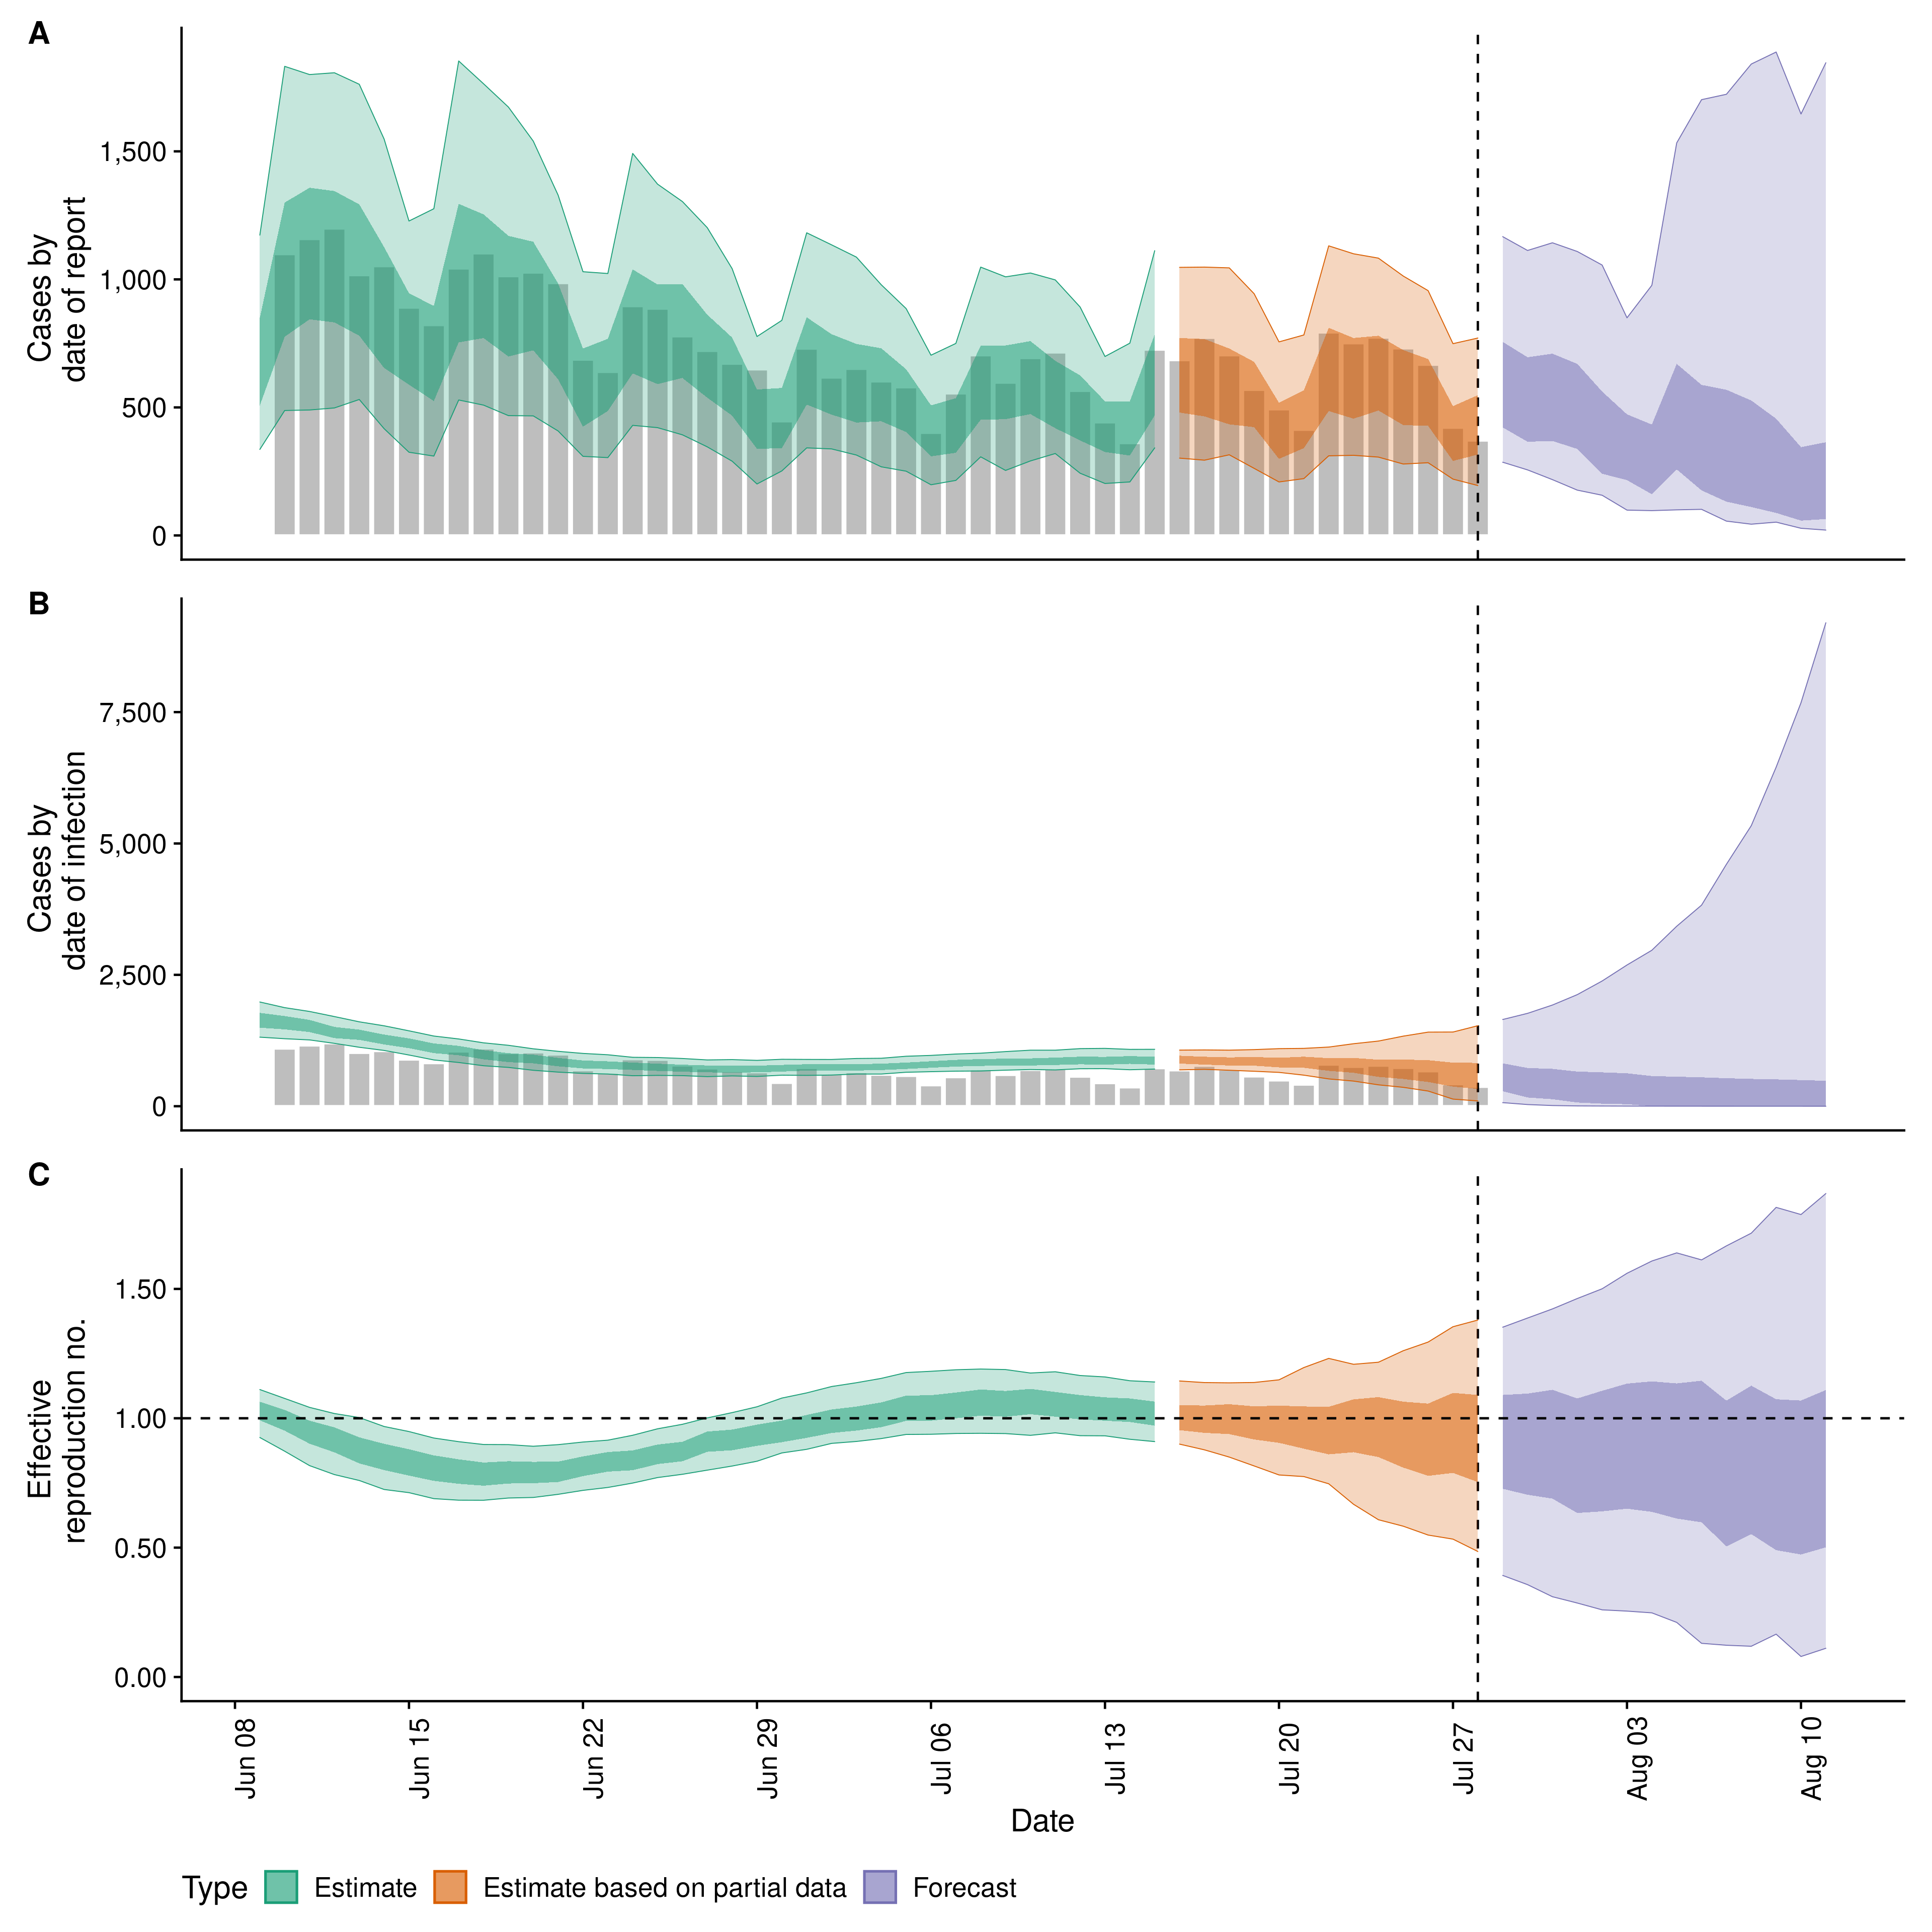 A
Cases by
date of report
1,500
1,000
500
0
B
Cases by
date of infection
7,500
5,000
2,500
0
C
Effective
reproduction no.
1.50
1.00
0.50
0.00
Jun 08
Jun 15
Jun 22
Jun 29
Jul 06
Jul 13
Jul 20
Jul 27
Aug 03
Aug 10
Date
Type Estimate Estimate based on partial data Forecast